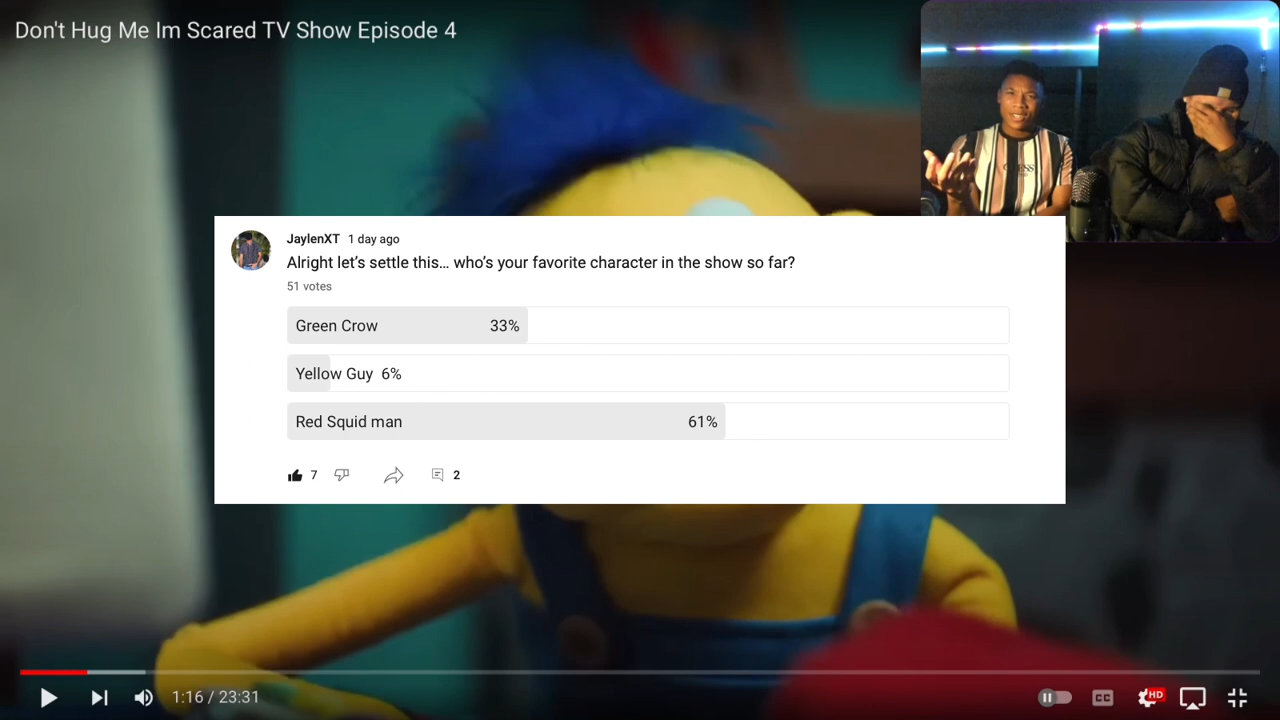 Don't Hug Me Im Scared TV Show Episode 4
GUESS
JaylenXT 1 day ago
Alright let’s settle this… who’s your favorite character in the show so far?
51 votes
Green Crow 33%
Yellow Guy 6%
Red Squid man 61%
7 2
1:16 / 23:31
CC HD